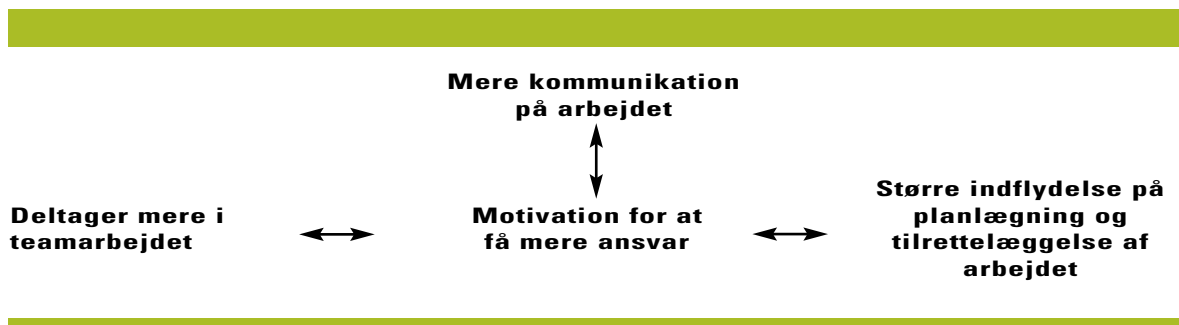 Mere kommunikation
på arbejdet
Deltager mere i
teamarbejdet
Motivation for at
få mere ansvar
Større indflydelse på
planlægning og
tilrettelæggelse af
arbejdet